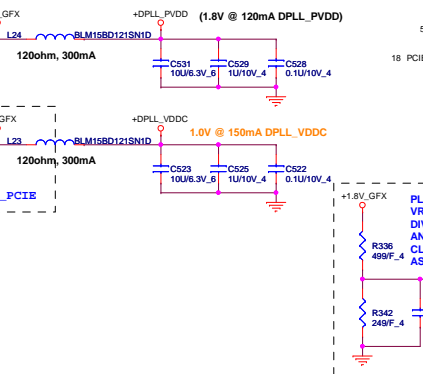 _GFX
+DPLL_PVDD
(1.8V @ 120mA DPLL_PVDD)
L24
BLM15BD121SN1D
120ohm, 300mA
C531
10U/6.3V_6
C529
1U/10V_4
C528
0.1U/10V_4
5
18 PCIE
GFX
+DPLL_VDDC
1.0V @ 150mA DPLL_VDDC
L23
BLM15BD121SN1D
120ohm, 300mA
C523
10U/6.3V_6
C525
1U/10V_4
C522
0.1U/10V_4
_PCIE
+1.8V_GFX
PL
VR
DIV
AN
CL
AS
R336
499/F_4
R342
249/F_4